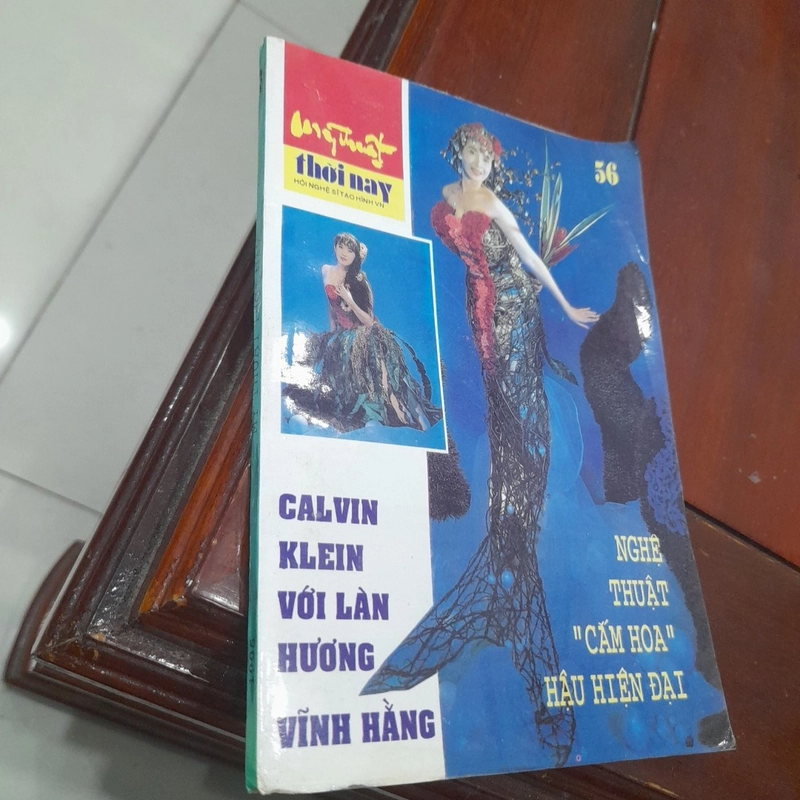 Mỹ thuật
thời nay
HỘI NGHỆ SĨ TẠO HÌNH VN
56
CALVIN
KLEIN
VỚI LÀN
HƯƠNG
VĨNH HẰNG
NGHỆ
THUẬT
"CẮM HOA"
HẬU HIỆN ĐẠI